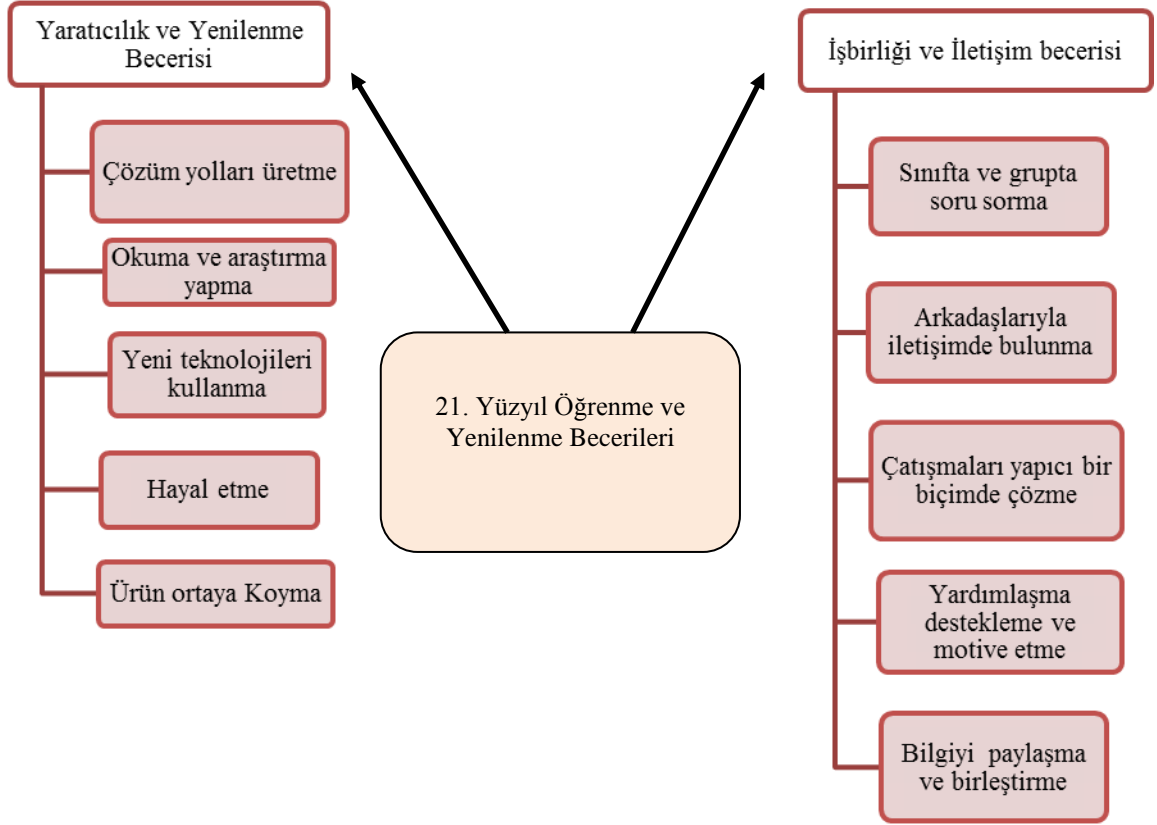 Yaratıcılık ve Yenilenme
Becerisi
Çözüm yolları üretme
Okuma ve araştırma
yapma
Yeni teknolojileri
kullanma
Hayal etme
Ürün ortaya Koyma
21. Yüzyıl Öğrenme ve
Yenilenme Becerileri
İşbirliği ve İletişim becerisi
Sınıfta ve grupta
soru sorma
Arkadaşlarıyla
iletişimde bulunma
Çatışmaları yapıcı bir
biçimde çözme
Yardımlaşma
destekleme ve
motive etme
Bilgiyi paylaşma
ve birleştirme